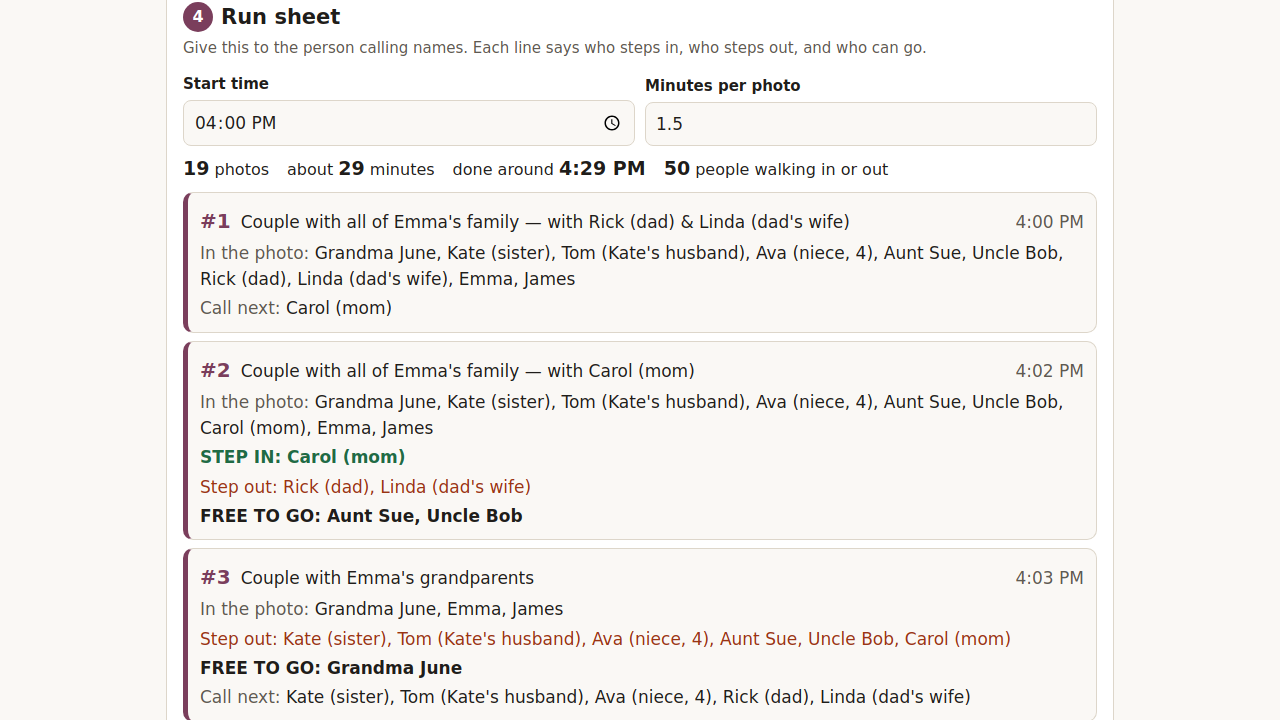 4 Run sheet
Give this to the person calling names. Each line says who steps in, who steps out, and who can go.
Start time
Minutes per photo
04:00 PM
1.5
19 photos about 29 minutes done around 4:29 PM 50 people walking in or out
#1 Couple with all of Emma's family — with Rick (dad) & Linda (dad's wife) 4:00 PM
In the photo: Grandma June, Kate (sister), Tom (Kate's husband), Ava (niece, 4), Aunt Sue, Uncle Bob,
Rick (dad), Linda (dad's wife), Emma, James
Call next: Carol (mom)
#2 Couple with all of Emma's family — with Carol (mom) 4:02 PM
In the photo: Grandma June, Kate (sister), Tom (Kate's husband), Ava (niece, 4), Aunt Sue, Uncle Bob,
Carol (mom), Emma, James
STEP IN: Carol (mom)
Step out: Rick (dad), Linda (dad's wife)
FREE TO GO: Aunt Sue, Uncle Bob
#3 Couple with Emma's grandparents 4:03 PM
In the photo: Grandma June, Emma, James
Step out: Kate (sister), Tom (Kate's husband), Ava (niece, 4), Aunt Sue, Uncle Bob, Carol (mom)
FREE TO GO: Grandma June
Call next: Kate (sister), Tom (Kate's husband), Ava (niece, 4), Rick (dad), Linda (dad's wife)